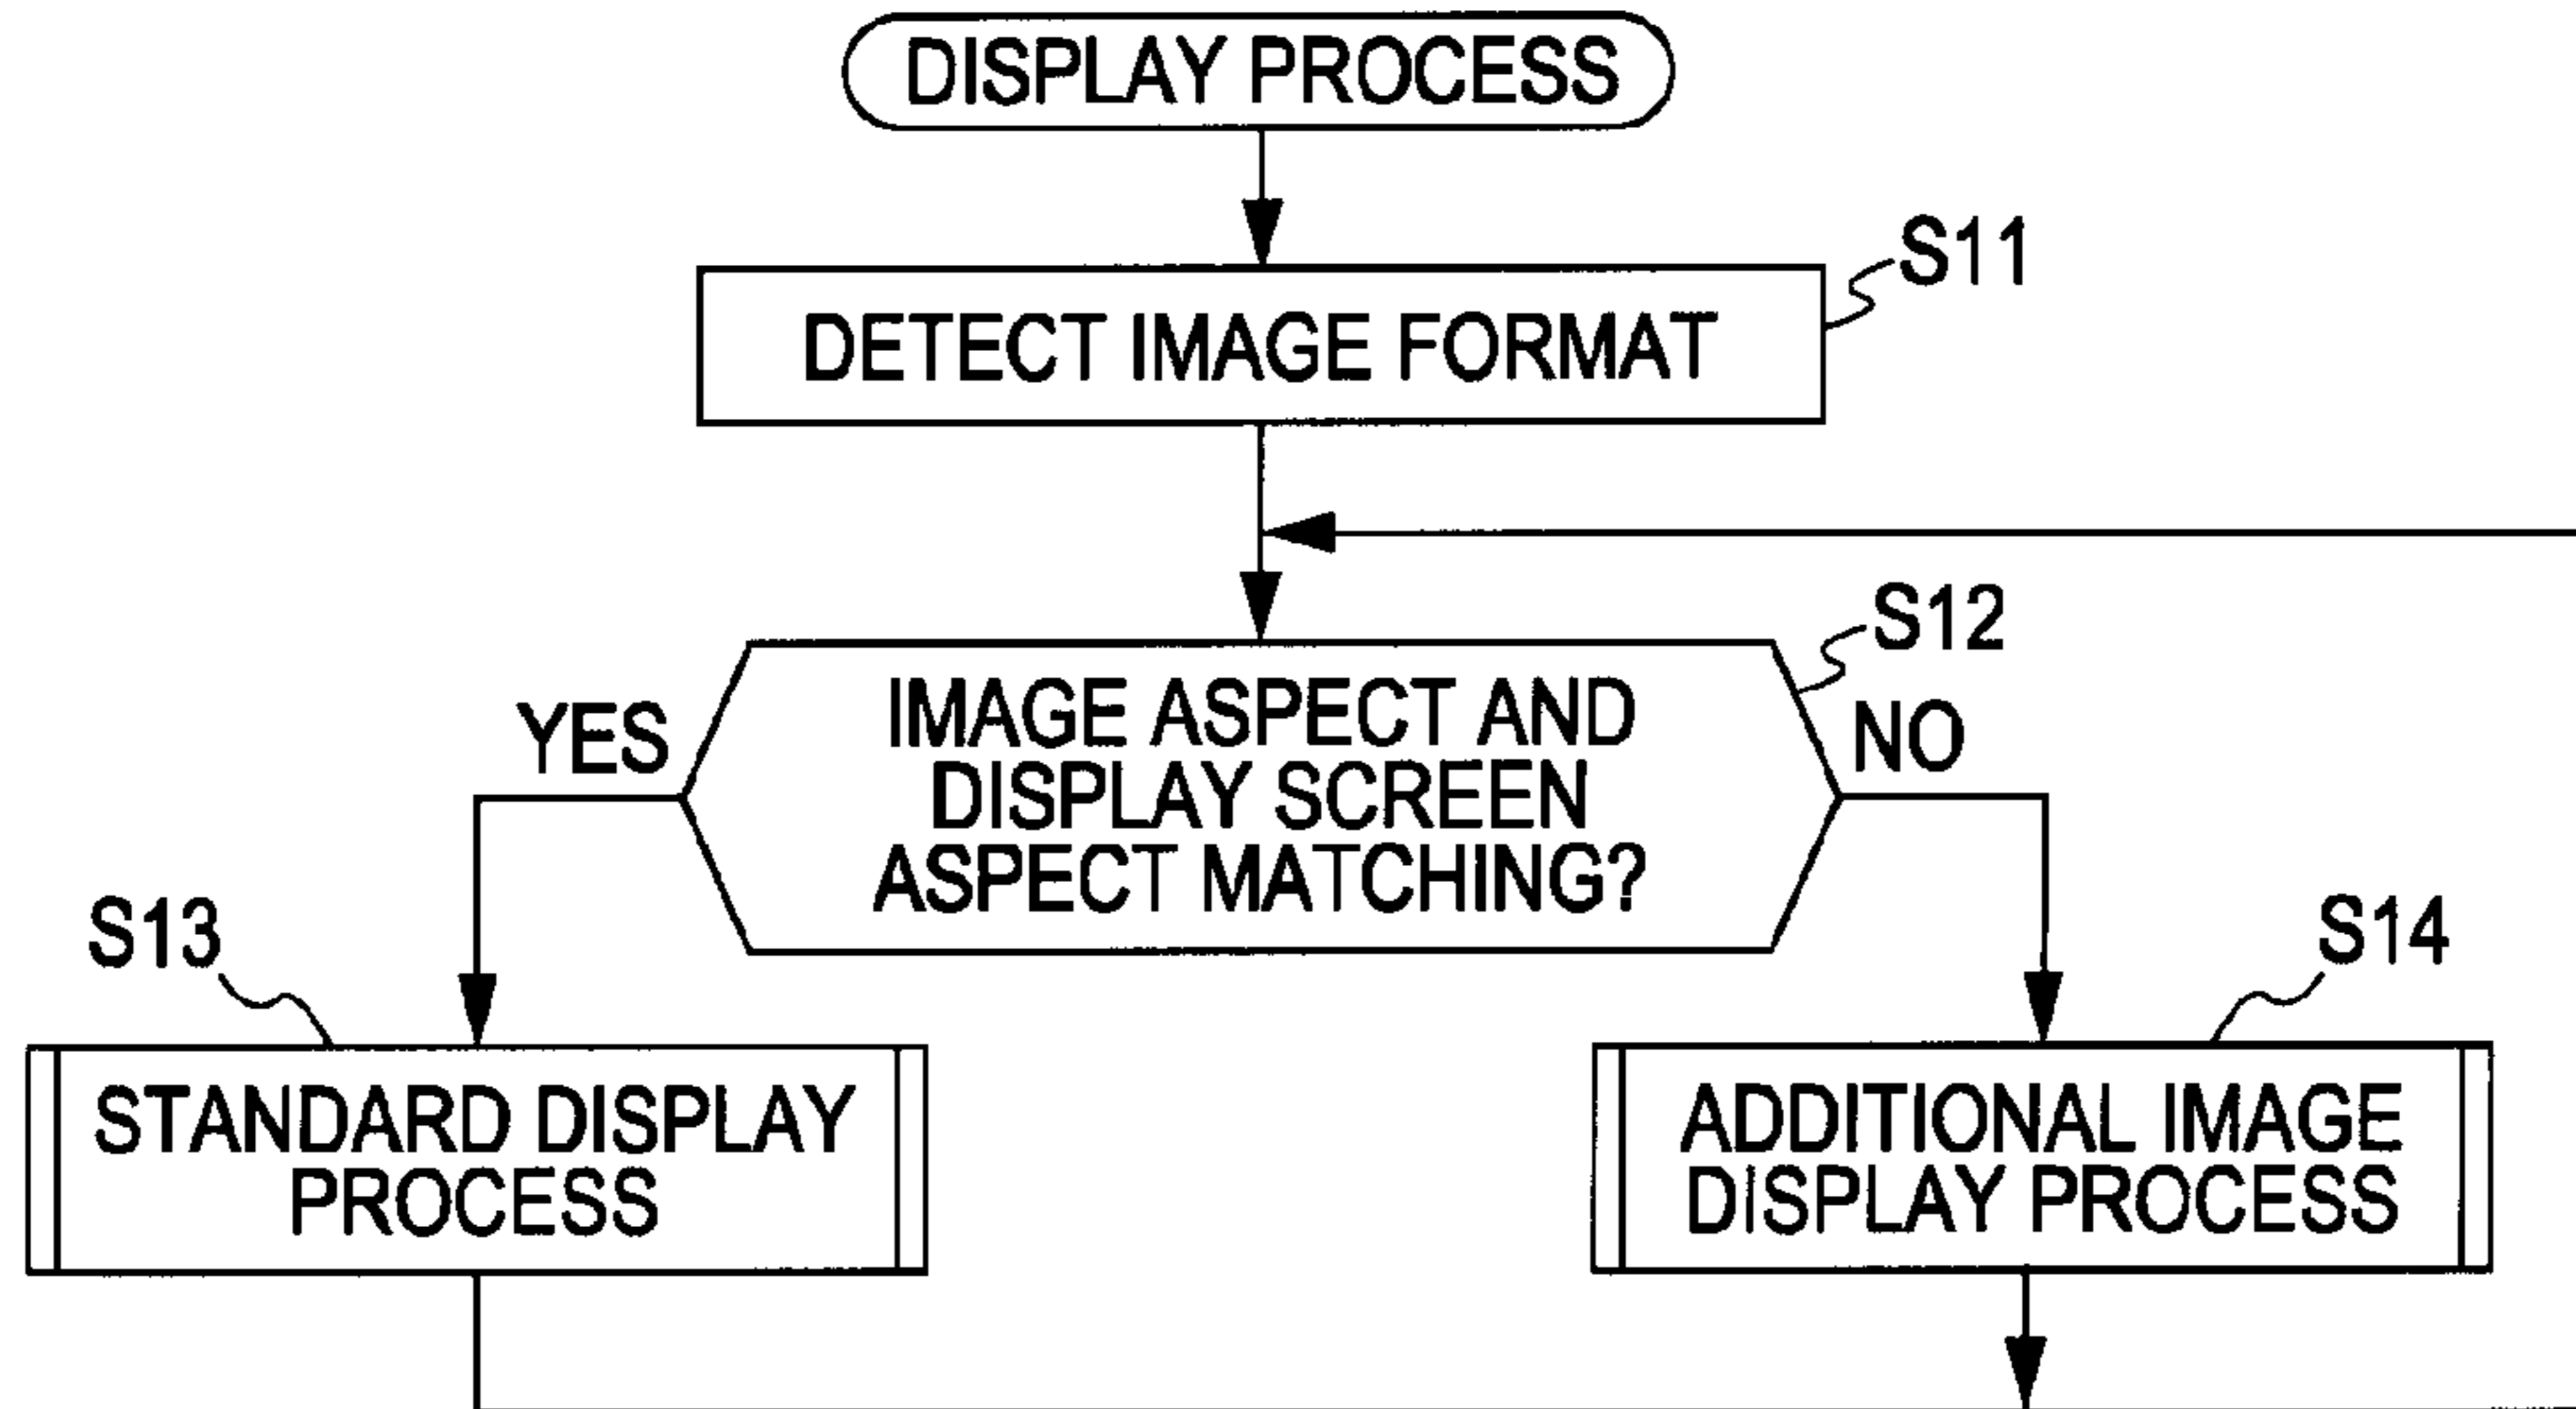 DISPLAY PROCESS
S11
DETECT IMAGE FORMAT
S12
YES
NO
IMAGE ASPECT AND
DISPLAY SCREEN
ASPECT MATCHING?
S13
S14
STANDARD DISPLAY
PROCESS
ADDITIONAL IMAGE
DISPLAY PROCESS